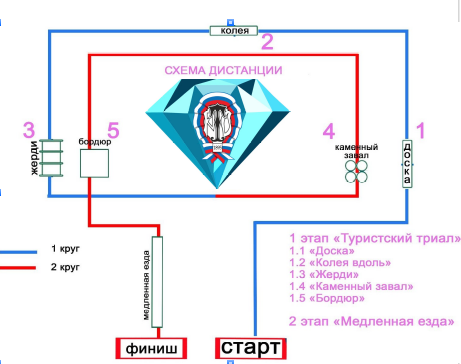 колея
2
СХЕМА ДИСТАНЦИИ
3
5
4
1
жерди
бордюр
каменный
завал
доска
1 круг
2 круг
медленная езда
1 этап «Туристский триал»
1.1 «Доска»
1.2 «Колея вдоль»
1.3 «Жерди»
1.4 «Каменный завал»
1.5 «Бордюр»
2 этап «Медленная езда»
финиш
старт